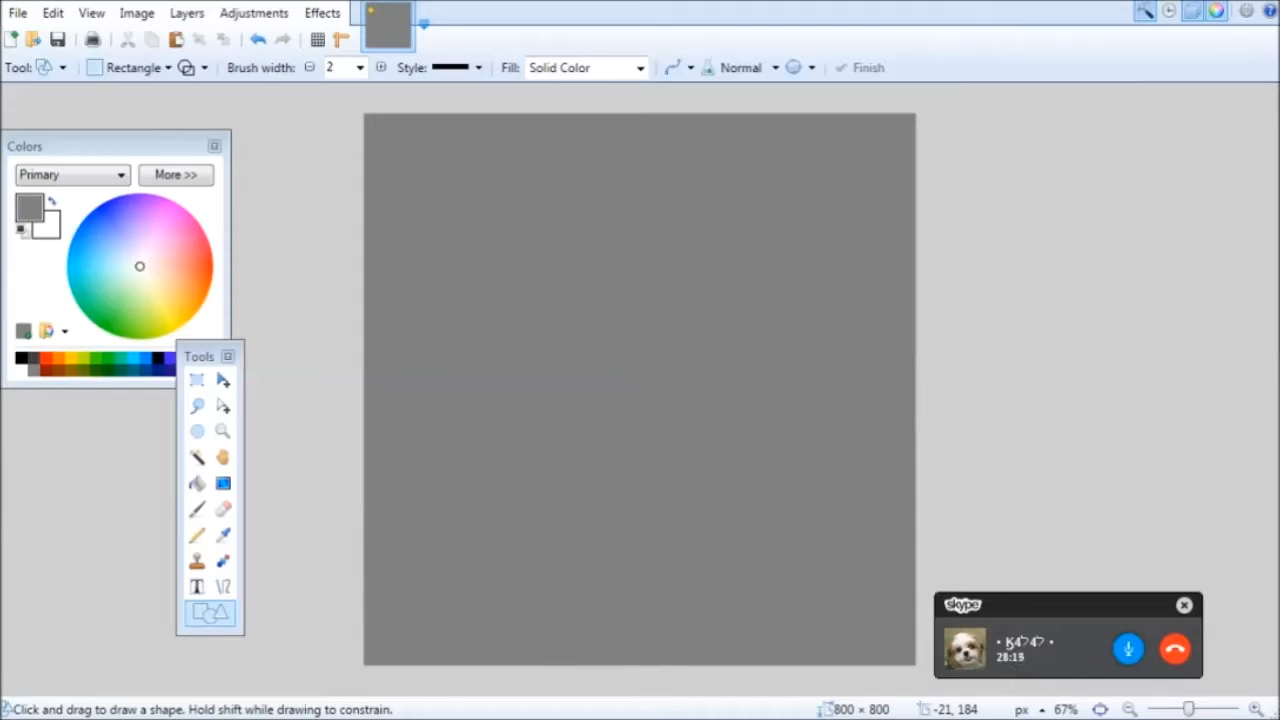 File Edit View Image Layers Adjustments Effects
Tool: Rectangle Brush width: 2 Style: Fill: Solid Color Normal Finish
Colors
Primary More >>
Tools
skype
28:19
Click and drag to draw a shape. Hold shift while drawing to constrain. 800 × 800 -21, 184 px 67%